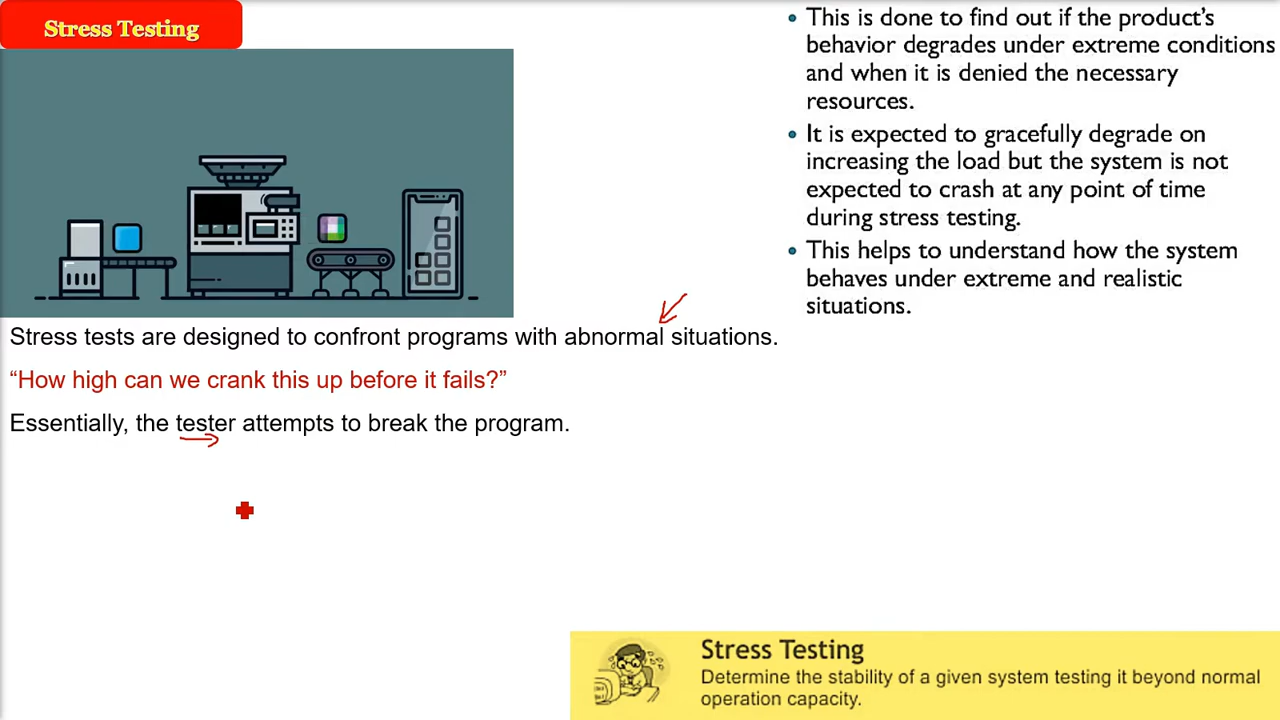 Stress Testing
• This is done to find out if the product's
behavior degrades under extreme conditions
and when it is denied the necessary
resources.
• It is expected to gracefully degrade on
increasing the load but the system is not
expected to crash at any point of time
during stress testing.
• This helps to understand how the system
behaves under extreme and realistic
situations.
Stress tests are designed to confront programs with abnormal situations.
“How high can we crank this up before it fails?”
Essentially, the tester attempts to break the program.
Stress Testing
Determine the stability of a given system testing it beyond normal
operation capacity.